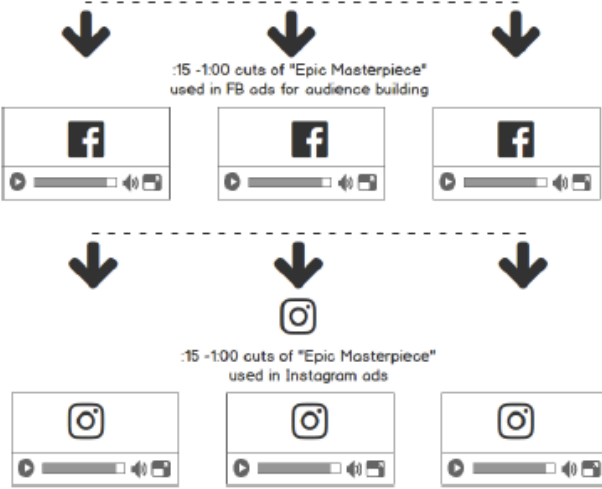 :15 -1:00 cuts of "Epic Masterpiece"
used in FB ads for audience building
:15 -1:00 cuts of "Epic Masterpiece"
used in Instagram ads